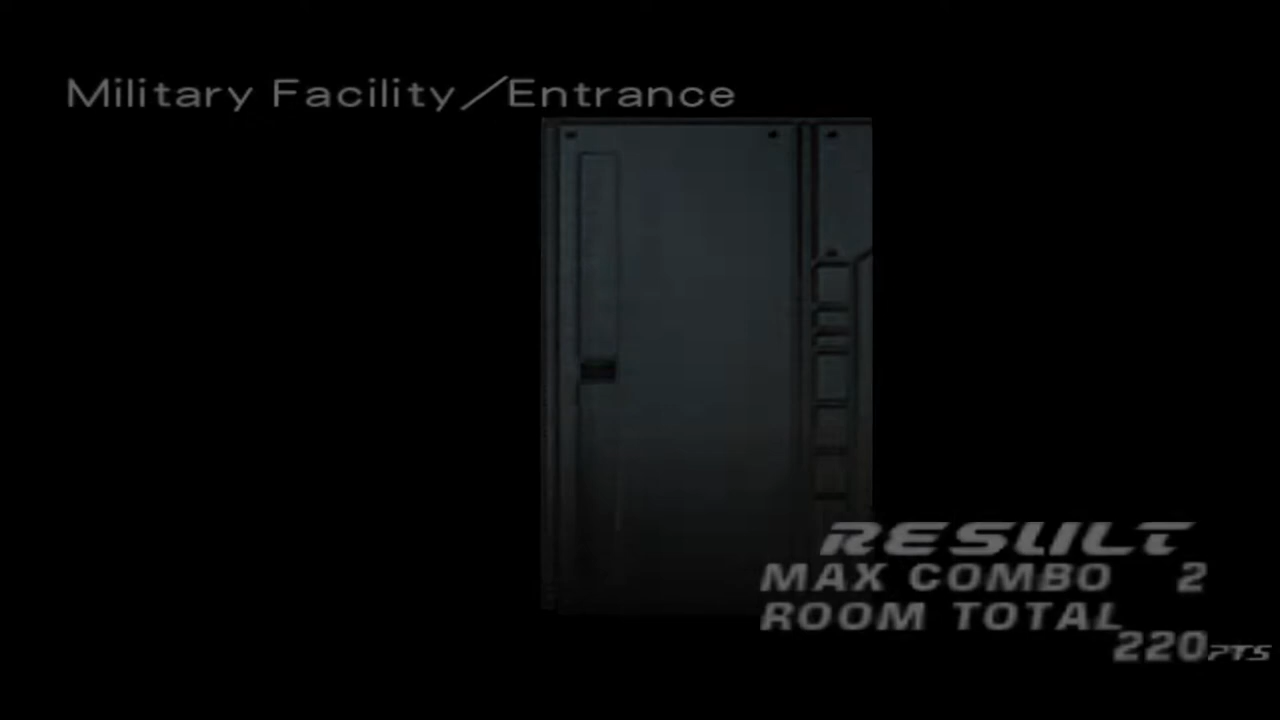 Military Facility／Entrance
RESULT
MAX COMBO 2
ROOM TOTAL
220PTS